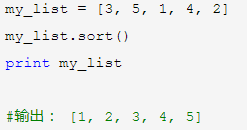 my_list = [3, 5, 1, 4, 2]
my_list.sort()
print my_list
#输出： [1, 2, 3, 4, 5]